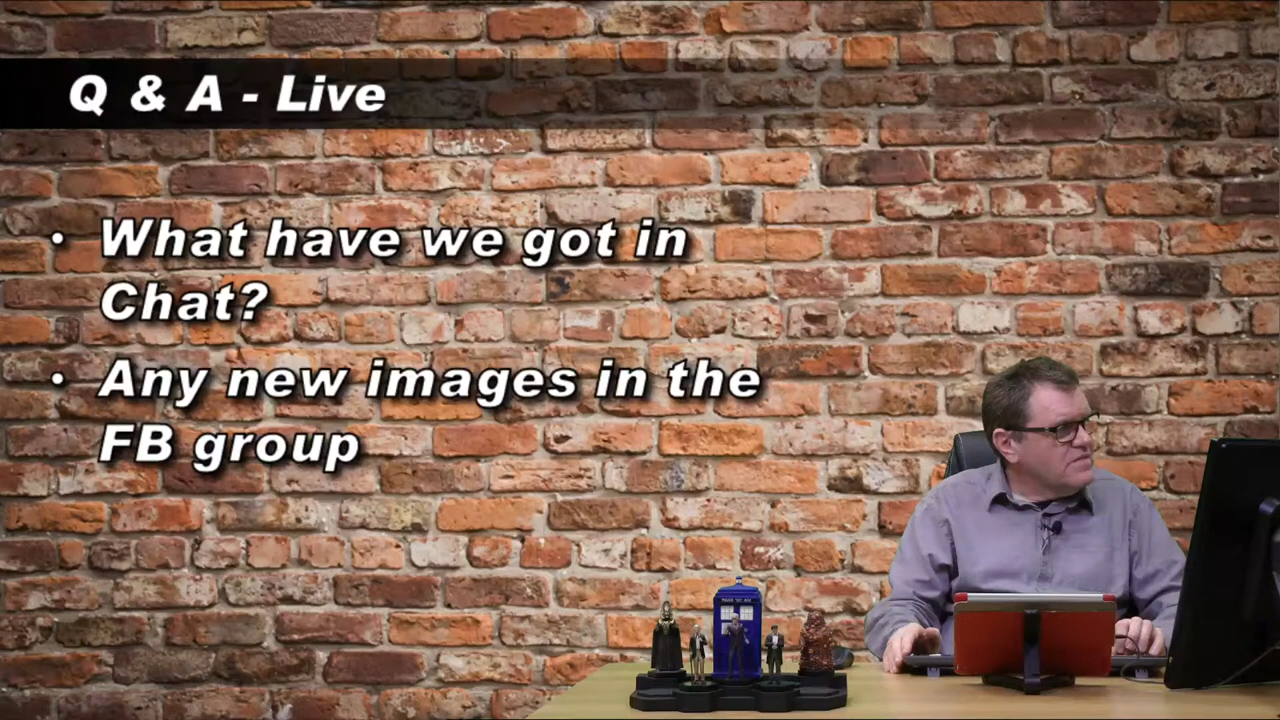 Q & A - Live
• What have we got in
Chat?
• Any new images in the
FB group